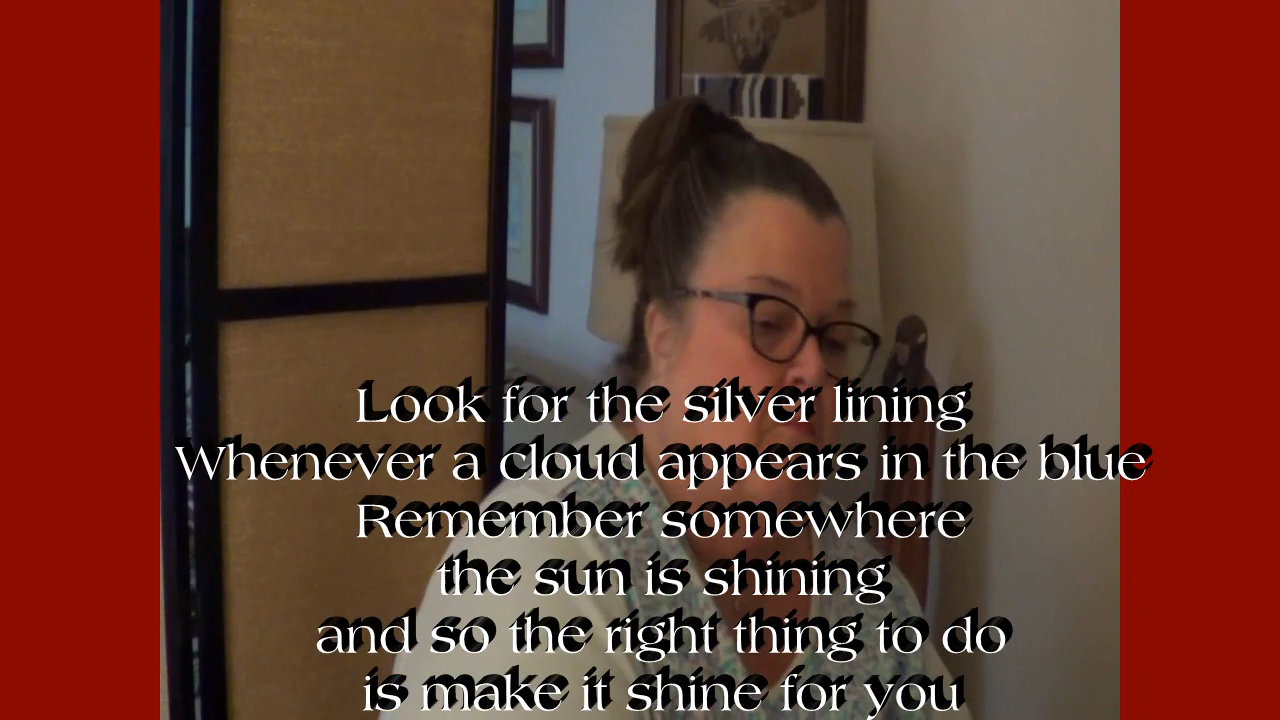 Look for the silver lining
Whenever a cloud appears in the blue
Remember somewhere
the sun is shining
and so the right thing to do
is make it shine for you